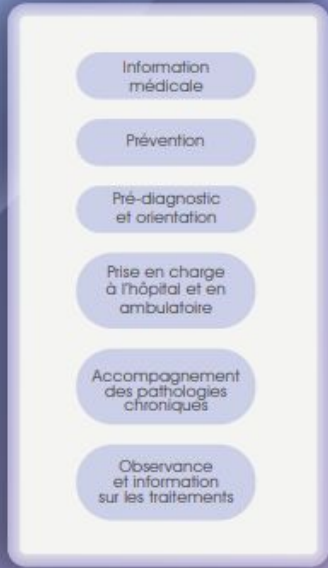 Information
médicale
Prévention
Pré-diagnostic
et orientation
Prise en charge
à l'hôpital et en
ambulatoire
Accompagnement
des pathologies
chroniques
Observance
et information
sur les traitements